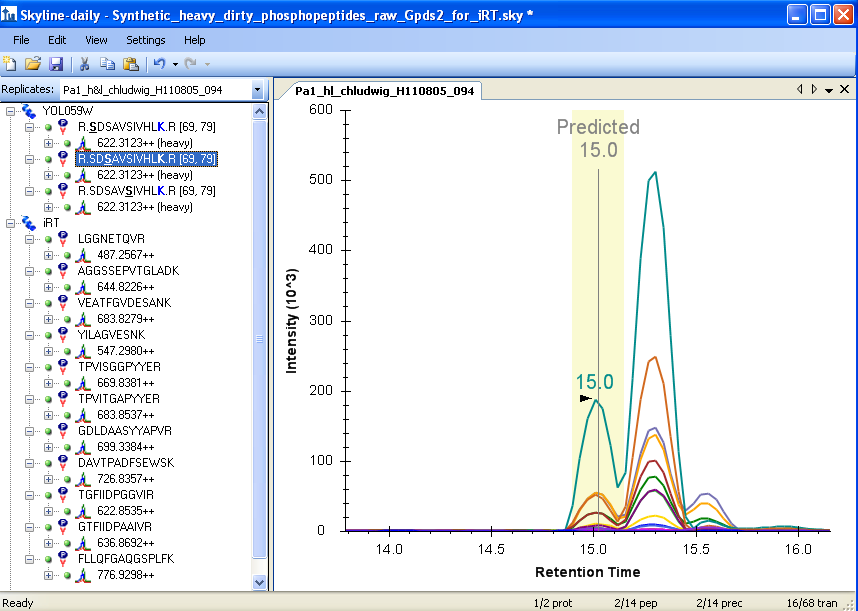 Skyline-daily - Synthetic_heavy_dirty_phosphopeptides_raw_Gpds2_for_iRT.sky *
File Edit View Settings Help
Replicates: Pa1_h&l_chludwig_H110805_094
YOL059W
R.SDSAVSIVHLK.R [69, 79]
622.3123++ (heavy)
R.SDSAVSIVHLK.R [69, 79]
622.3123++ (heavy)
R.SDSAVSIVHLK.R [69, 79]
622.3123++ (heavy)
iRT
LGGNETQVR
487.2567++
AGGSSEPVTGLADK
644.8226++
VEATFGVDESANK
683.8279++
YILAGVESNK
547.2980++
TPVISGGPYYER
669.8381++
TPVITGAPYYER
683.8537++
GDLDAASYYAPVR
699.3384++
DAVTPADFSEWSK
726.8357++
TGFIIDPGGVIR
622.8535++
GTFIIDPAAIVR
636.8692++
FLLQFGAQGSPLFK
776.9298++
Pa1_hl_chludwig_H110805_094
Predicted
15.0
15.0
Intensity (10^3)
600
500
400
300
200
100
0
14.0 14.5 15.0 15.5 16.0
Retention Time
Ready 1/2 prot 2/14 pep 2/14 prec 16/68 tran